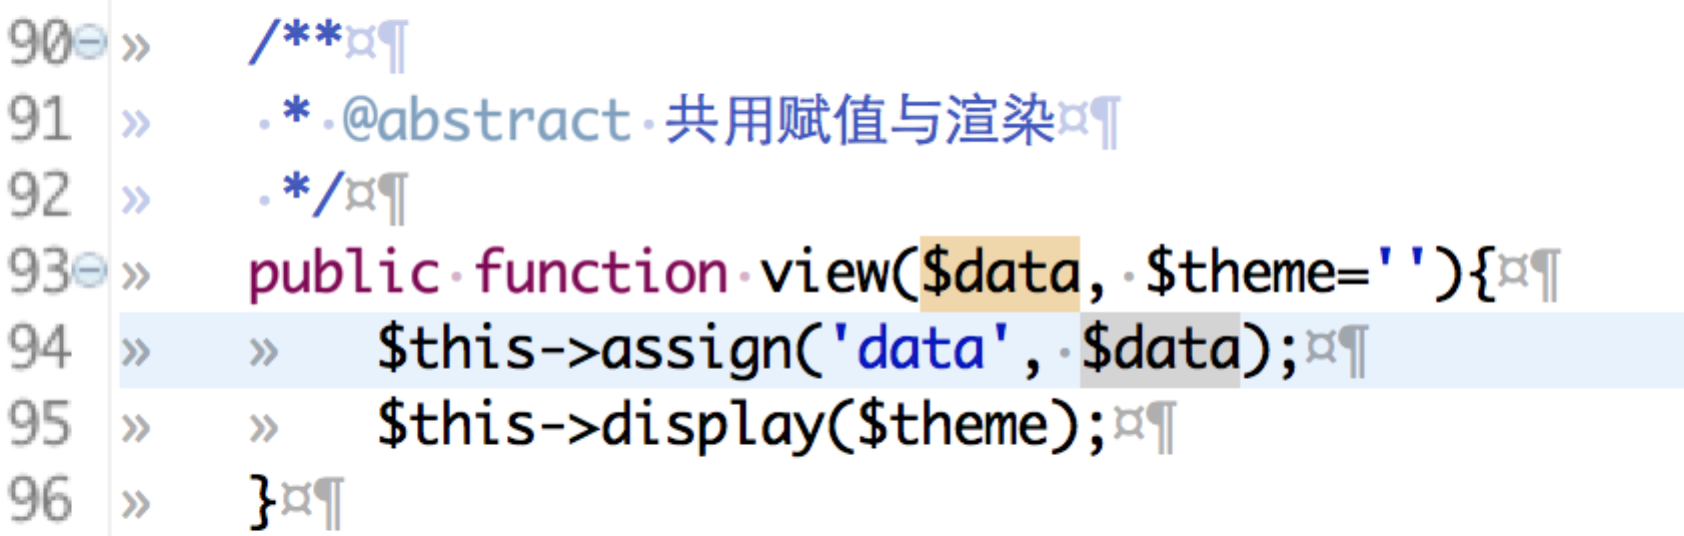 90 /**
91 * @abstract 共用赋值与渲染
92 */
93 public function view($data, $theme=''){
94 $this->assign('data', $data);
95 $this->display($theme);
96 }